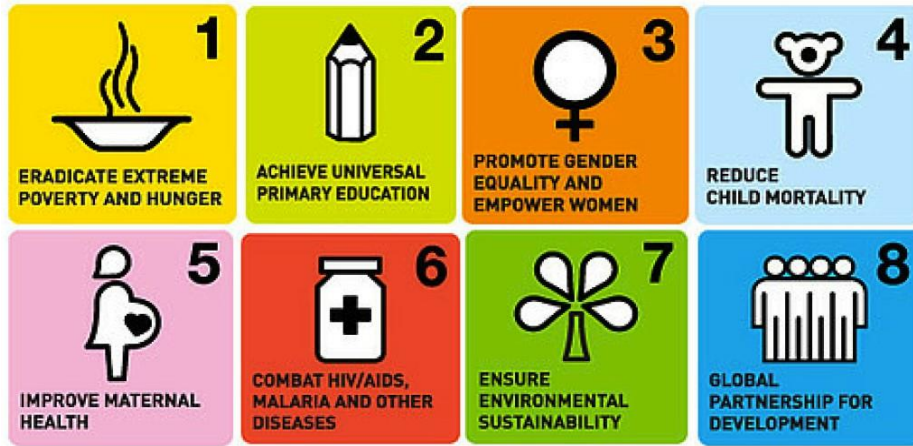 1
ERADICATE EXTREME
POVERTY AND HUNGER
2
ACHIEVE UNIVERSAL
PRIMARY EDUCATION
3
PROMOTE GENDER
EQUALITY AND
EMPOWER WOMEN
4
REDUCE
CHILD MORTALITY
5
IMPROVE MATERNAL
HEALTH
6
COMBAT HIV/AIDS,
MALARIA AND OTHER
DISEASES
7
ENSURE
ENVIRONMENTAL
SUSTAINABILITY
8
GLOBAL
PARTNERSHIP FOR
DEVELOPMENT